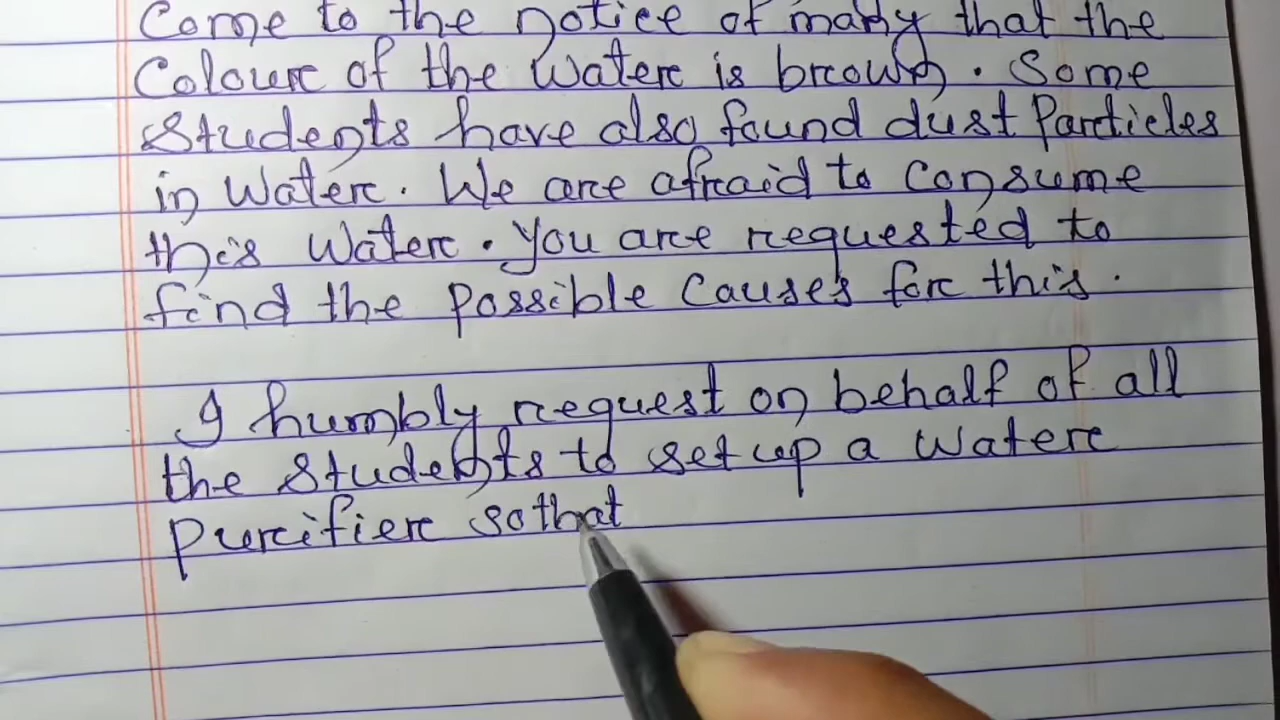 Come to the notice of many that the
Colour of the Water is brown. Some
Students have also found dust Particles
in Water. We are afraid to consume
this Water. You are requested to
find the possible causes for this.
I humbly request on behalf of all
the students to set up a Water
Purifier so that